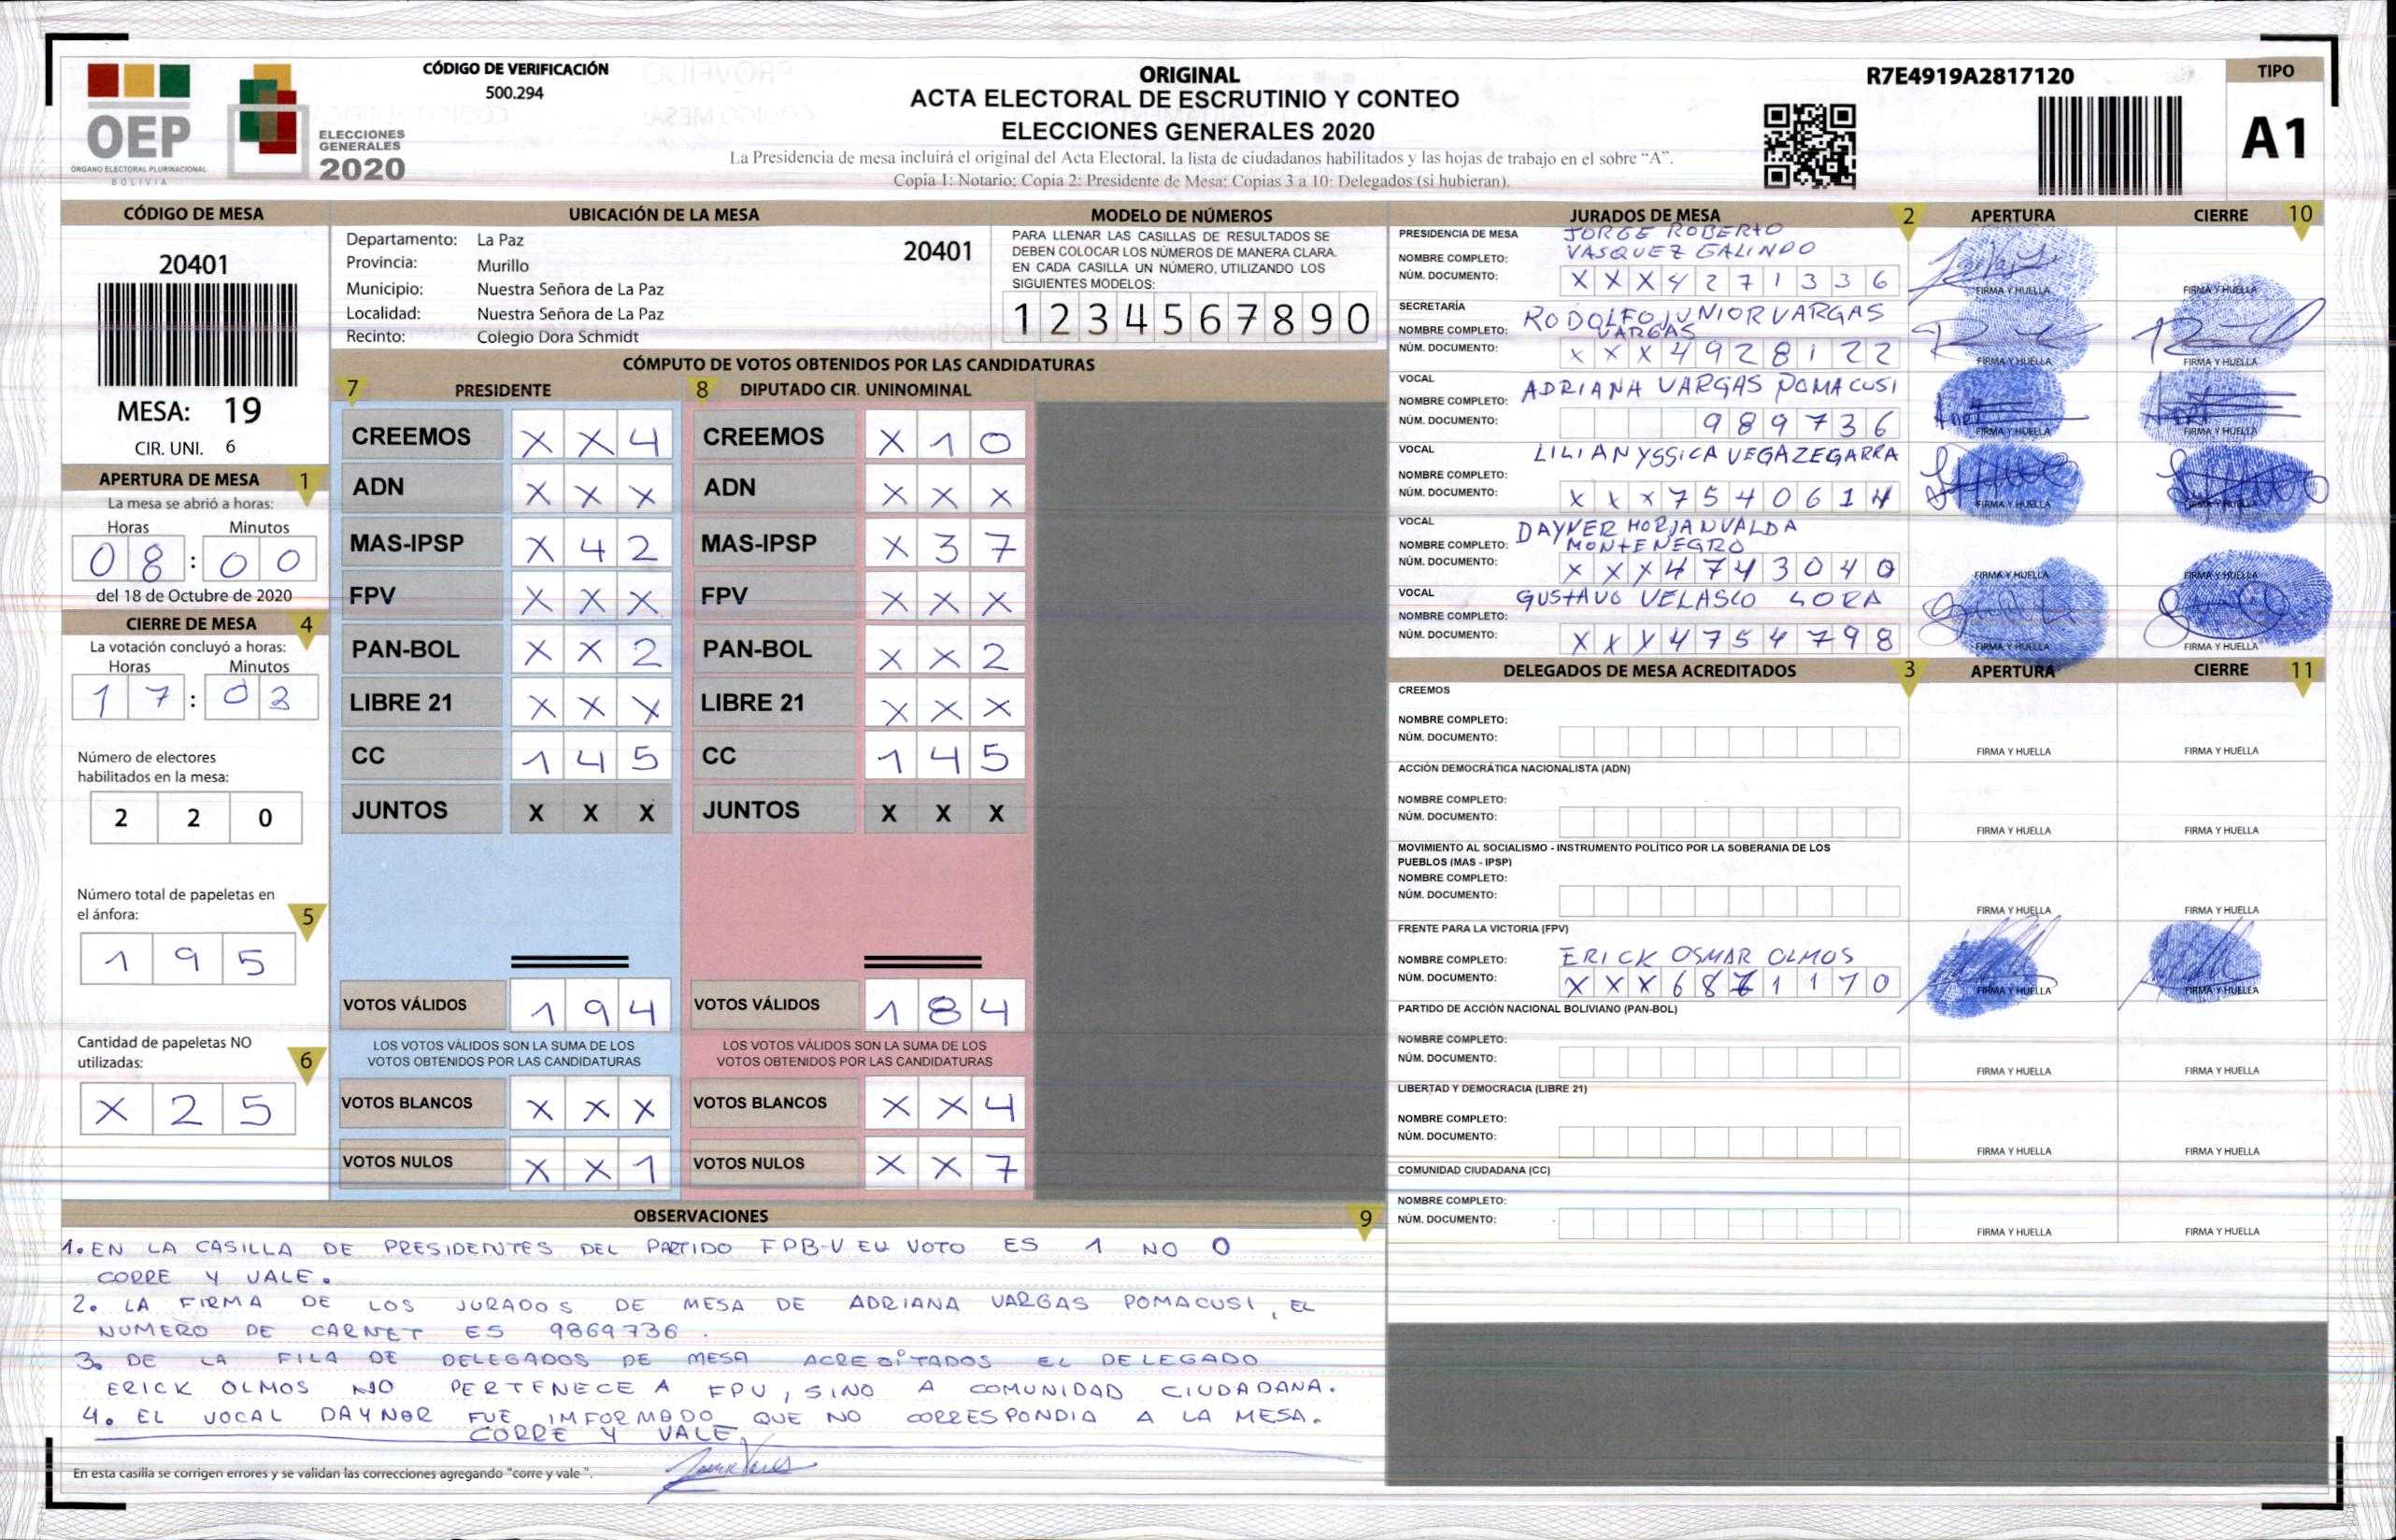 CÓDIGO DE VERIFICACIÓN
500.294
OEP
ÓRGANO ELECTORAL PLURINACIONAL
BOLIVIA
ELECCIONES
GENERALES
2020
ORIGINAL
ACTA ELECTORAL DE ESCRUTINIO Y CONTEO
ELECCIONES GENERALES 2020
La Presidencia de mesa incluirá el original del Acta Electoral, la lista de ciudadanos habilitados y las hojas de trabajo en el sobre "A".
Copia 1: Notario; Copia 2: Presidente de Mesa; Copias 3 a 10: Delegados (si hubieran).
R7E4919A2817120
TIPO
A1
CÓDIGO DE MESA
20401
MESA: 19
CIR. UNI. 6
APERTURA DE MESA 1
La mesa se abrió a horas:
Horas Minutos
0 8 : 0 0
del 18 de Octubre de 2020
CIERRE DE MESA 4
La votación concluyó a horas:
Horas Minutos
1 7 : 0 3
Número de electores
habilitados en la mesa:
2 2 0
Número total de papeletas en
el ánfora: 5
1 9 5
Cantidad de papeletas NO
utilizadas: 6
X 2 5
UBICACIÓN DE LA MESA
Departamento: La Paz 20401
Provincia: Murillo
Municipio: Nuestra Señora de La Paz
Localidad: Nuestra Señora de La Paz
Recinto: Colegio Dora Schmidt
MODELO DE NÚMEROS
PARA LLENAR LAS CASILLAS DE RESULTADOS SE
DEBEN COLOCAR LOS NÚMEROS DE MANERA CLARA.
EN CADA CASILLA UN NÚMERO, UTILIZANDO LOS
SIGUIENTES MODELOS:
1 2 3 4 5 6 7 8 9 0
CÓMPUTO DE VOTOS OBTENIDOS POR LAS CANDIDATURAS
7 PRESIDENTE 8 DIPUTADO CIR. UNINOMINAL
CREEMOS X X 4 CREEMOS X 1 0
ADN X X X ADN X X X
MAS-IPSP X 4 2 MAS-IPSP X 3 7
FPV X X X FPV X X X
PAN-BOL X X 2 PAN-BOL X X 2
LIBRE 21 X X X LIBRE 21 X X X
CC 1 4 5 CC 1 4 5
JUNTOS X X X JUNTOS X X X
VOTOS VÁLIDOS 1 9 4 VOTOS VÁLIDOS 1 8 4
LOS VOTOS VÁLIDOS SON LA SUMA DE LOS LOS VOTOS VÁLIDOS SON LA SUMA DE LOS
VOTOS OBTENIDOS POR LAS CANDIDATURAS VOTOS OBTENIDOS POR LAS CANDIDATURAS
VOTOS BLANCOS X X X VOTOS BLANCOS X X 4
VOTOS NULOS X X 1 VOTOS NULOS X X 7
JURADOS DE MESA 2 APERTURA CIERRE 10
PRESIDENCIA DE MESA JORGE ROBERTO
NOMBRE COMPLETO: VASQUEZ GALINDO
NÚM. DOCUMENTO: X X X 4 2 7 1 3 3 6 FIRMA Y HUELLA FIRMA Y HUELLA
SECRETARÍA
NOMBRE COMPLETO: RODOLFO JUNIOR VARGAS
VARGAS
NÚM. DOCUMENTO: X X X 4 9 2 8 1 2 2 FIRMA Y HUELLA FIRMA Y HUELLA
VOCAL
NOMBRE COMPLETO: ADRIANA VARGAS POMACUSI
NÚM. DOCUMENTO: 9 8 9 7 3 6 FIRMA Y HUELLA FIRMA Y HUELLA
VOCAL
NOMBRE COMPLETO: LILIAN YSSICA VEGA ZEGARRA
NÚM. DOCUMENTO: X X X 7 5 4 0 6 1 4 FIRMA Y HUELLA FIRMA Y HUELLA
VOCAL
NOMBRE COMPLETO: DAYNER VALDA
MONTENEGRO
NÚM. DOCUMENTO: X X X 4 7 4 3 0 4 0 FIRMA Y HUELLA FIRMA Y HUELLA
VOCAL
NOMBRE COMPLETO: GUSTAVO VELASCO LORA
NÚM. DOCUMENTO: X X X 4 7 5 4 7 9 8 FIRMA Y HUELLA FIRMA Y HUELLA
DELEGADOS DE MESA ACREDITADOS 3 APERTURA CIERRE 11
CREEMOS
NOMBRE COMPLETO:
NÚM. DOCUMENTO: FIRMA Y HUELLA FIRMA Y HUELLA
ACCIÓN DEMOCRÁTICA NACIONALISTA (ADN)
NOMBRE COMPLETO:
NÚM. DOCUMENTO: FIRMA Y HUELLA FIRMA Y HUELLA
MOVIMIENTO AL SOCIALISMO - INSTRUMENTO POLÍTICO POR LA SOBERANIA DE LOS
PUEBLOS (MAS - IPSP)
NOMBRE COMPLETO:
NÚM. DOCUMENTO: FIRMA Y HUELLA FIRMA Y HUELLA
FRENTE PARA LA VICTORIA (FPV)
NOMBRE COMPLETO: ERICK OSMAR OLMOS
NÚM. DOCUMENTO: X X X 6 8 7 1 1 7 0 FIRMA Y HUELLA FIRMA Y HUELLA
PARTIDO DE ACCIÓN NACIONAL BOLIVIANO (PAN-BOL)
NOMBRE COMPLETO:
NÚM. DOCUMENTO: FIRMA Y HUELLA FIRMA Y HUELLA
LIBERTAD Y DEMOCRACIA (LIBRE 21)
NOMBRE COMPLETO:
NÚM. DOCUMENTO: FIRMA Y HUELLA FIRMA Y HUELLA
COMUNIDAD CIUDADANA (CC)
NOMBRE COMPLETO:
NÚM. DOCUMENTO: FIRMA Y HUELLA FIRMA Y HUELLA
OBSERVACIONES 9
1. EN LA CASILLA DE PRESIDENTES DEL PARTIDO FPB-V EU VOTO ES 1 NO 0
CORRE Y VALE.
2. LA FIRMA DE LOS JURADOS DE MESA DE ADRIANA VARGAS POMACUSI, EL
NUMERO DE CARNET ES 9869736.
3. DE LA FILA DE DELEGADOS DE MESA ACREDITADOS EL DELEGADO
ERICK OLMOS NO PERTENECE A FPV, SINO A COMUNIDAD CIUDADANA.
4. EL VOCAL DAYNOR FUE IMFORMADO QUE NO CORRESPONDIA A LA MESA.
CORRE Y VALE
En esta casilla se corrigen errores y se validan las correcciones agregando "corre y vale".